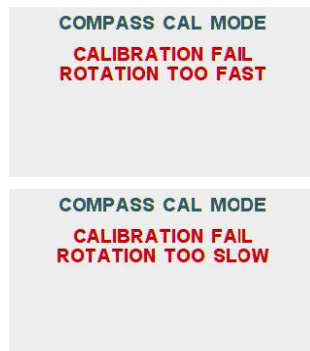 COMPASS CAL MODE
CALIBRATION FAIL
ROTATION TOO FAST
COMPASS CAL MODE
CALIBRATION FAIL
ROTATION TOO SLOW